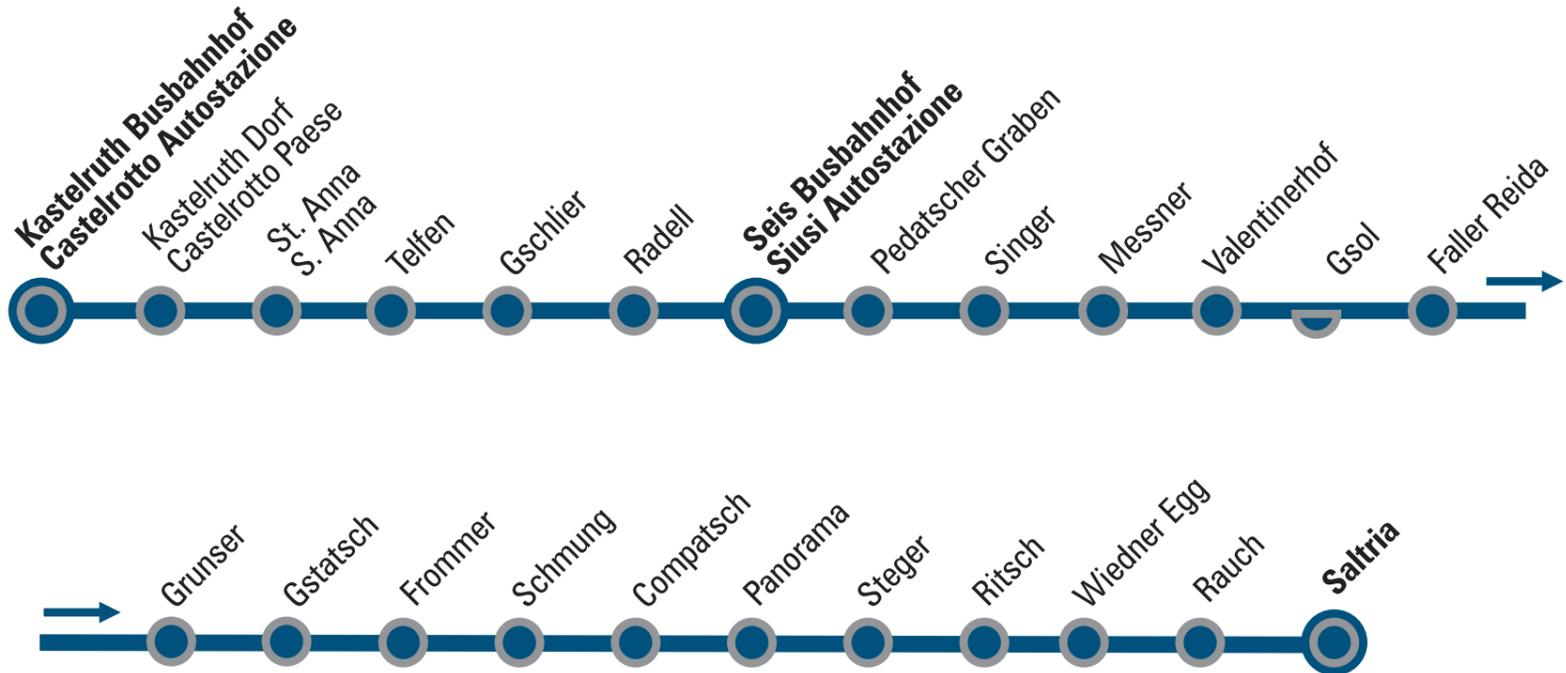 Kastelruth Busbahnhof
Castelrotto Autostazione
Kastelruth Dorf
Castelrotto Paese
St. Anna
S. Anna
Telfen
Gschlier
Radell
Seis Busbahnhof
Siusi Autostazione
Pedatscher Graben
Singer
Messner
Valentinerhof
Gsol
Faller Reida
Grunser
Gstatsch
Frommer
Schmung
Compatsch
Panorama
Steger
Ritsch
Wiedner Egg
Rauch
Saltria